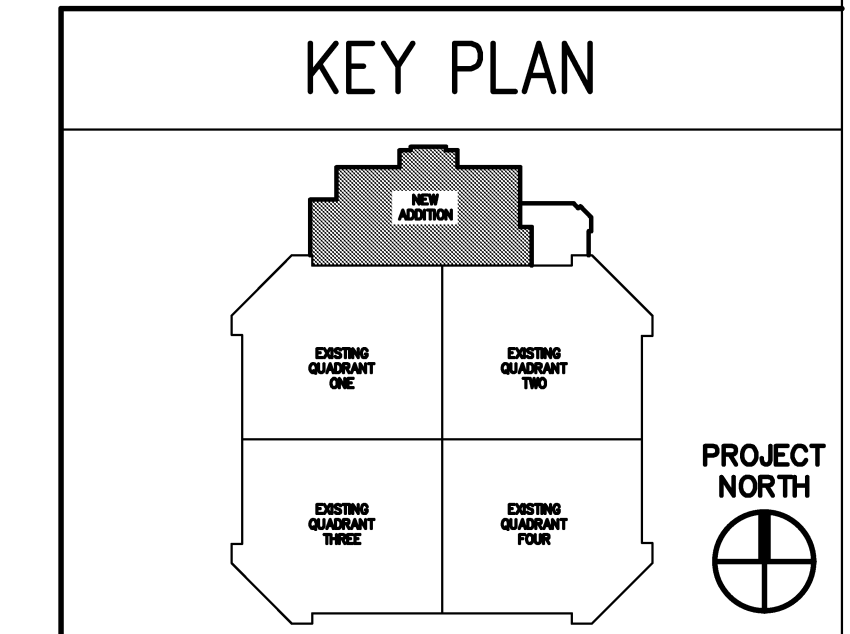 KEY PLAN
NEW
ADDITION
EXISTING
QUADRANT
ONE
EXISTING
QUADRANT
TWO
PROJECT
NORTH
EXISTING
QUADRANT
THREE
EXISTING
QUADRANT
FOUR